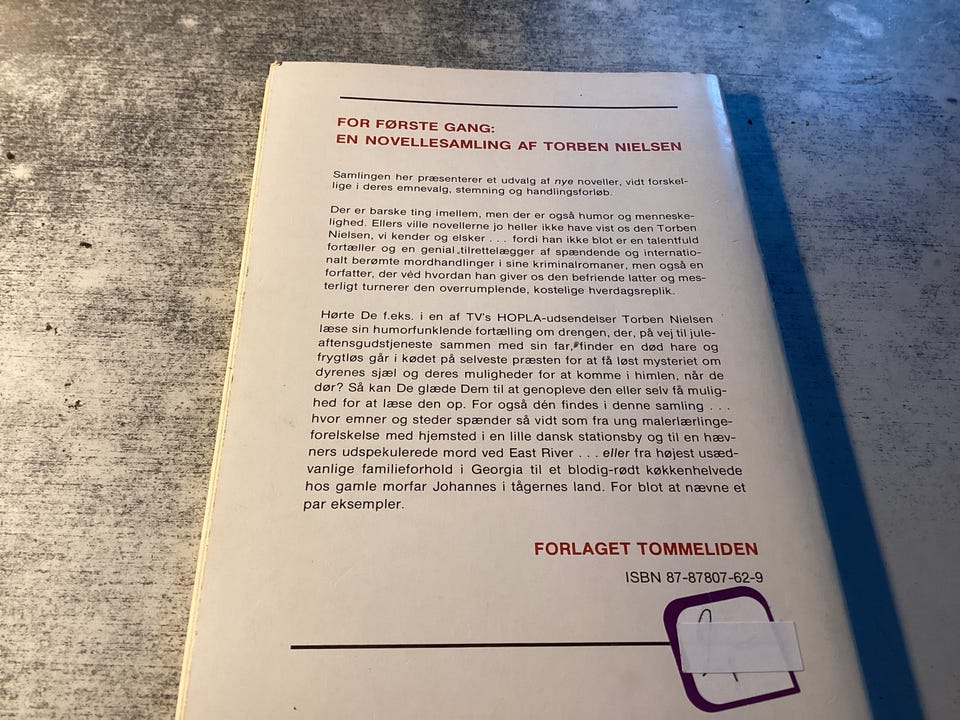 FOR FØRSTE GANG:
EN NOVELLESAMLING AF TORBEN NIELSEN
Samlingen her præsenterer et udvalg af nye noveller, vidt forskel-
lige i deres emnevalg, stemning og handlingsforløb.
Der er barske ting imellem, men der er også humor og menneske-
lighed. Ellers ville novellerne jo heller ikke have vist os den Torben
Nielsen, vi kender og elsker . . . fordi han ikke blot er en talentfuld
fortæller og en genial tilrettelægger af spændende og internatio-
nalt berømte mordhandlinger i sine kriminalromaner, men også en
forfatter, der véd hvordan han giver os den befriende latter og mes-
terligt turnerer den overrumplende, kostelige hverdagsreplik.
Hørte De f.eks. i en af TV's HOPLA-udsendelser Torben Nielsen
læse sin humorfunklende fortælling om drengen, der, på vej til jule-
aftensgudstjeneste sammen med sin far, finder en død hare og
frygtløs går i kødet på selveste præsten for at få løst mysteriet om
dyrenes sjæl og deres muligheder for at komme i himlen, når de
dør? Så kan De glæde Dem til at genopleve den eller selv få mulig-
hed for at læse den op. For også dén findes i denne samling . . .
hvor emner og steder spænder så vidt som fra ung malerlærlinge-
forelskelse med hjemsted i en lille dansk stationsby og til en hæv-
ners udspekulerede mord ved East River . . . eller fra højest usæd-
vanlige familieforhold i Georgia til et blodig-rødt køkkenhelvede
hos gamle morfar Johannes i tågernes land. For blot at nævne et
par eksempler.
FORLAGET TOMMELIDEN
ISBN 87-87807-62-9